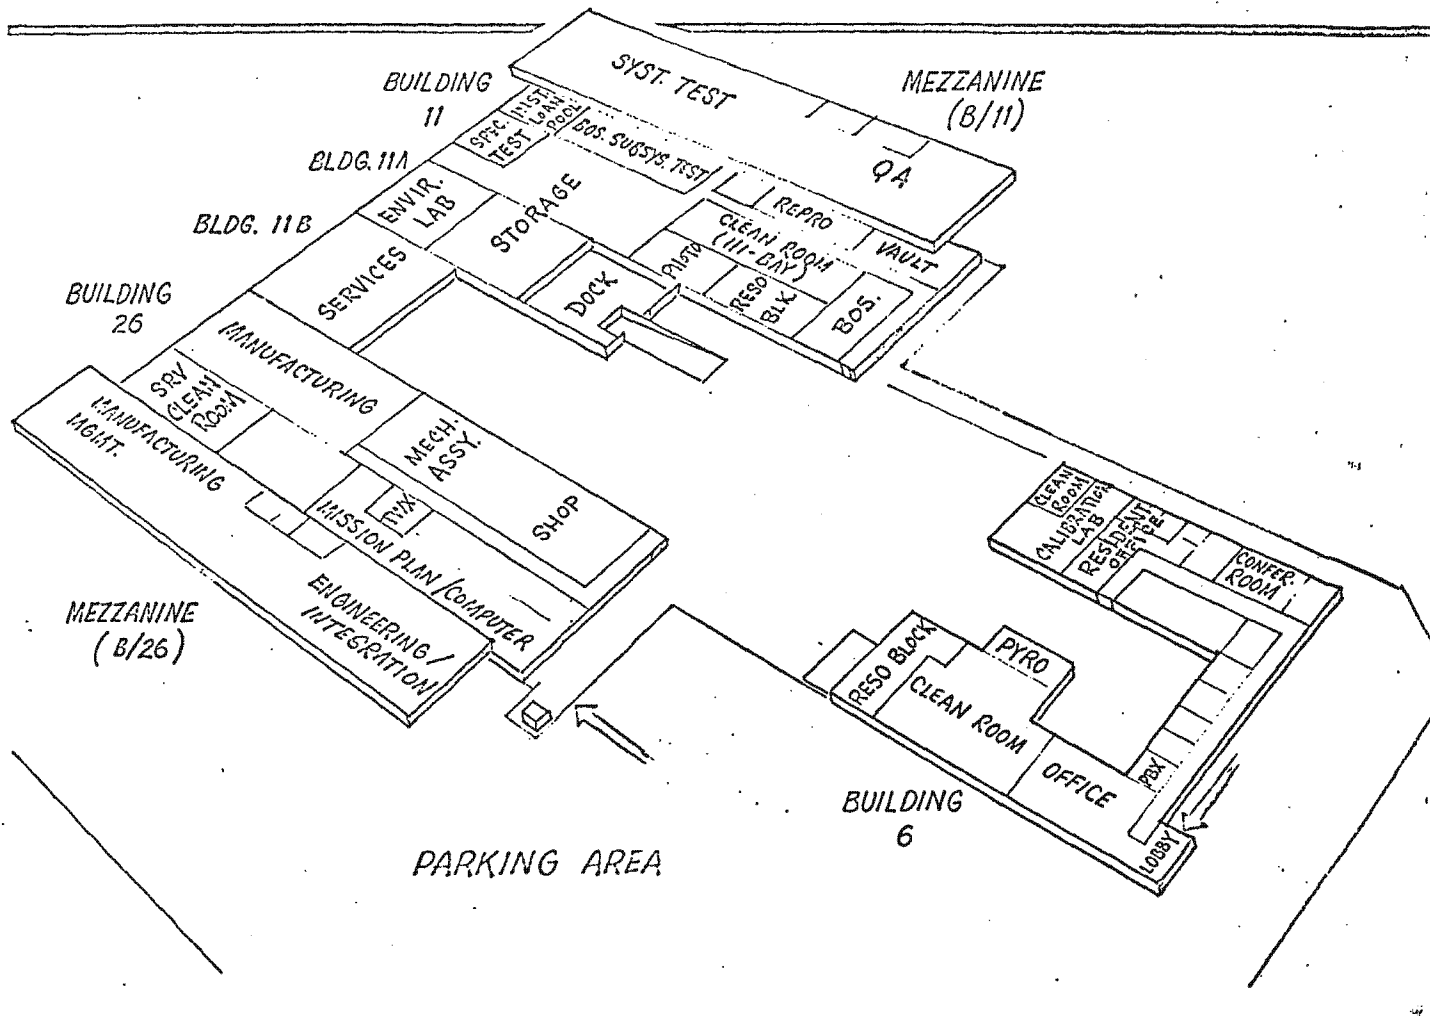 BUILDING
11
SYST. TEST
MEZZANINE
(B/11)
QA
SPEC.
TEST
INST.
LOAN
POOL
BOS. SUBSYS. TEST
BLDG. 11A
ENVIR.
LAB
STORAGE
REPRO
VAULT
CLEAN ROOM
(III-BAY)
PHOTO
RESO
BLK.
BOS.
DOCK
BLDG. 11B
SERVICES
BUILDING
26
MANUFACTURING
SRV
CLEAN
ROOM
MECH.
ASSY.
SHOP
MANUFACTURING
MGMT.
MISSION PLAN/COMPUTER
ENGINEERING/
INTEGRATION
MEZZANINE
(B/26)
CLEAN
ROOM
CALIBRATION
LAB
RESIDENT
OFFICE
CONFER.
ROOM
RESO BLOCK
PYRO
CLEAN ROOM
OFFICE
PBX
LOBBY
BUILDING
6
PARKING AREA